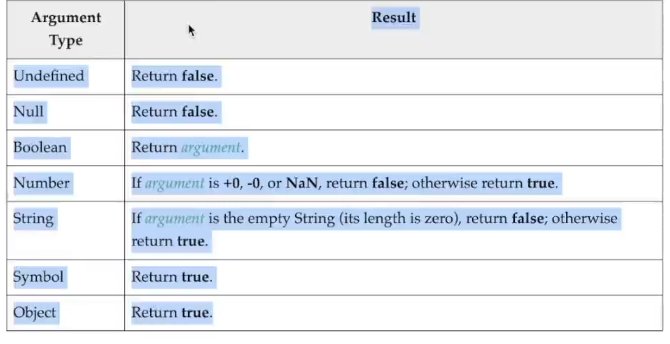 Argument Type
Result
Undefined Return false.
Null Return false.
Boolean Return argument.
Number If argument is +0, -0, or NaN, return false; otherwise return true.
String If argument is the empty String (its length is zero), return false; otherwise
return true.
Symbol Return true.
Object Return true.